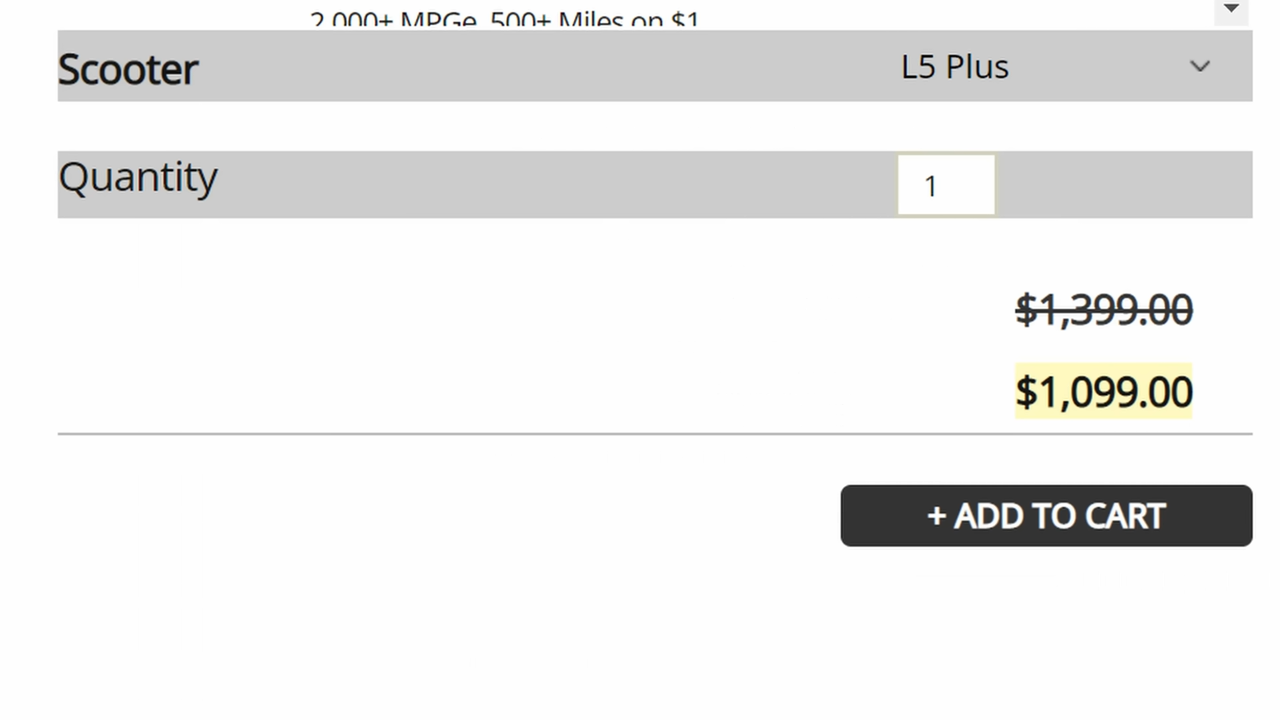 2,000+ MPGe, 500+ Miles on $1
Scooter
L5 Plus
Quantity
1
$1,399.00
$1,099.00
+ ADD TO CART